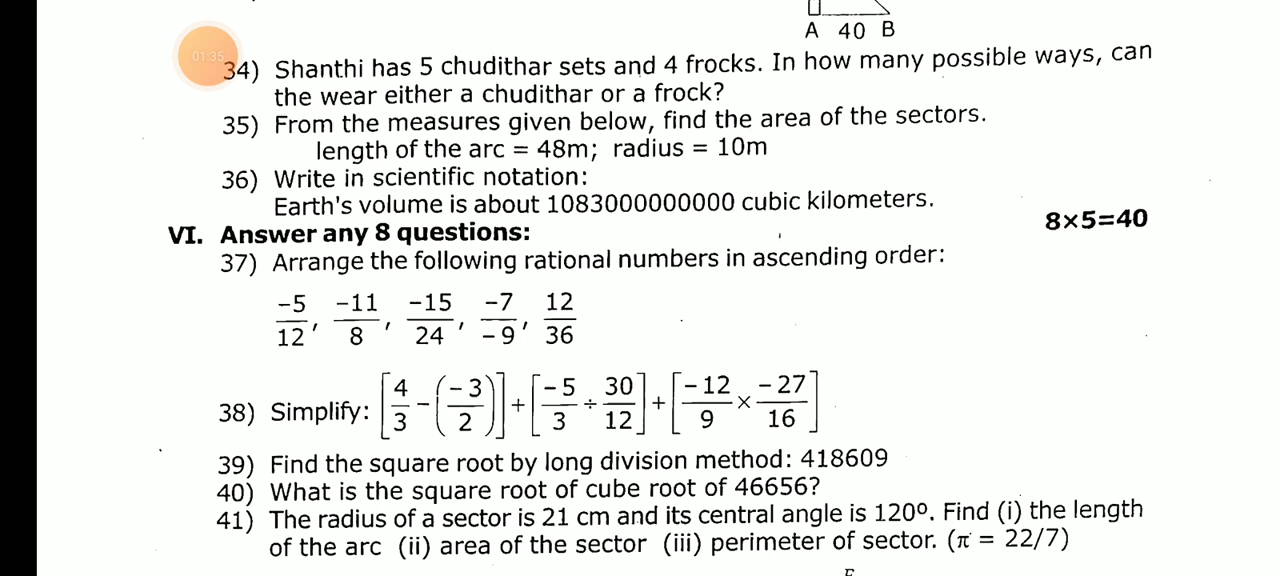 A 40 B
01:35
34) Shanthi has 5 chudithar sets and 4 frocks. In how many possible ways, can
the wear either a chudithar or a frock?
35) From the measures given below, find the area of the sectors.
length of the arc = 48m; radius = 10m
36) Write in scientific notation:
Earth's volume is about 1083000000000 cubic kilometers.
VI. Answer any 8 questions: 8×5=40
37) Arrange the following rational numbers in ascending order:
−5/12, −11/8, −15/24, −7/−9, 12/36
38) Simplify: [4/3 − (−3/2)] + [−5/3 ÷ 30/12] + [−12/9 × −27/16]
39) Find the square root by long division method: 418609
40) What is the square root of cube root of 46656?
41) The radius of a sector is 21 cm and its central angle is 120º. Find (i) the length
of the arc (ii) area of the sector (iii) perimeter of sector. (π = 22/7)